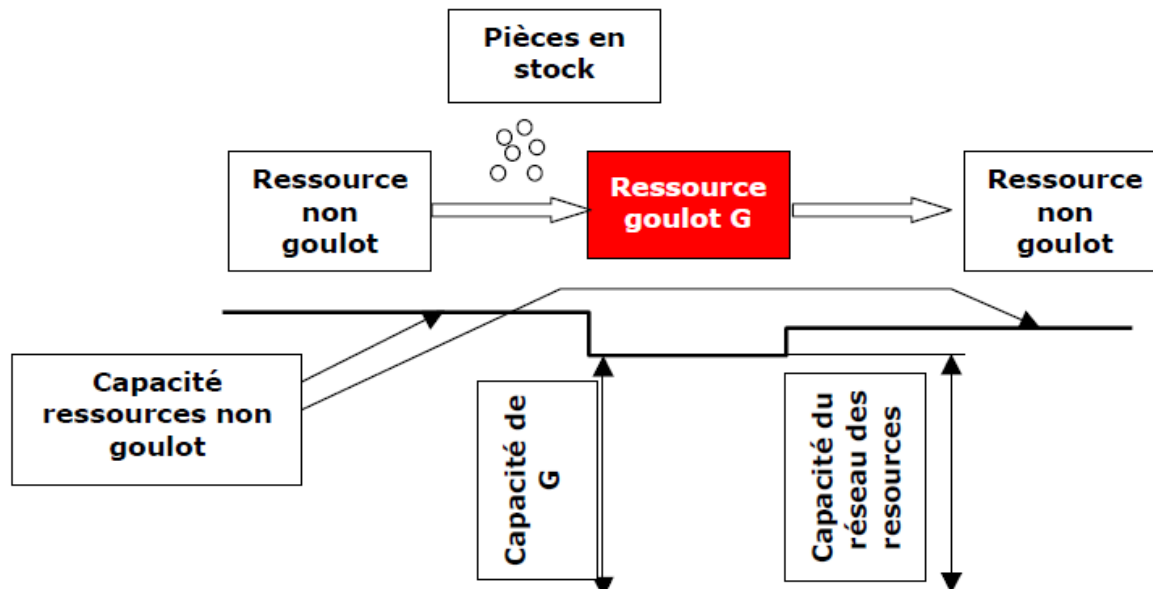 Pièces en
stock
Ressource
non
goulot
Ressource
goulot G
Ressource
non
goulot
Capacité
ressources non
goulot
Capacité de
G
Capacité du
réseau des
resources